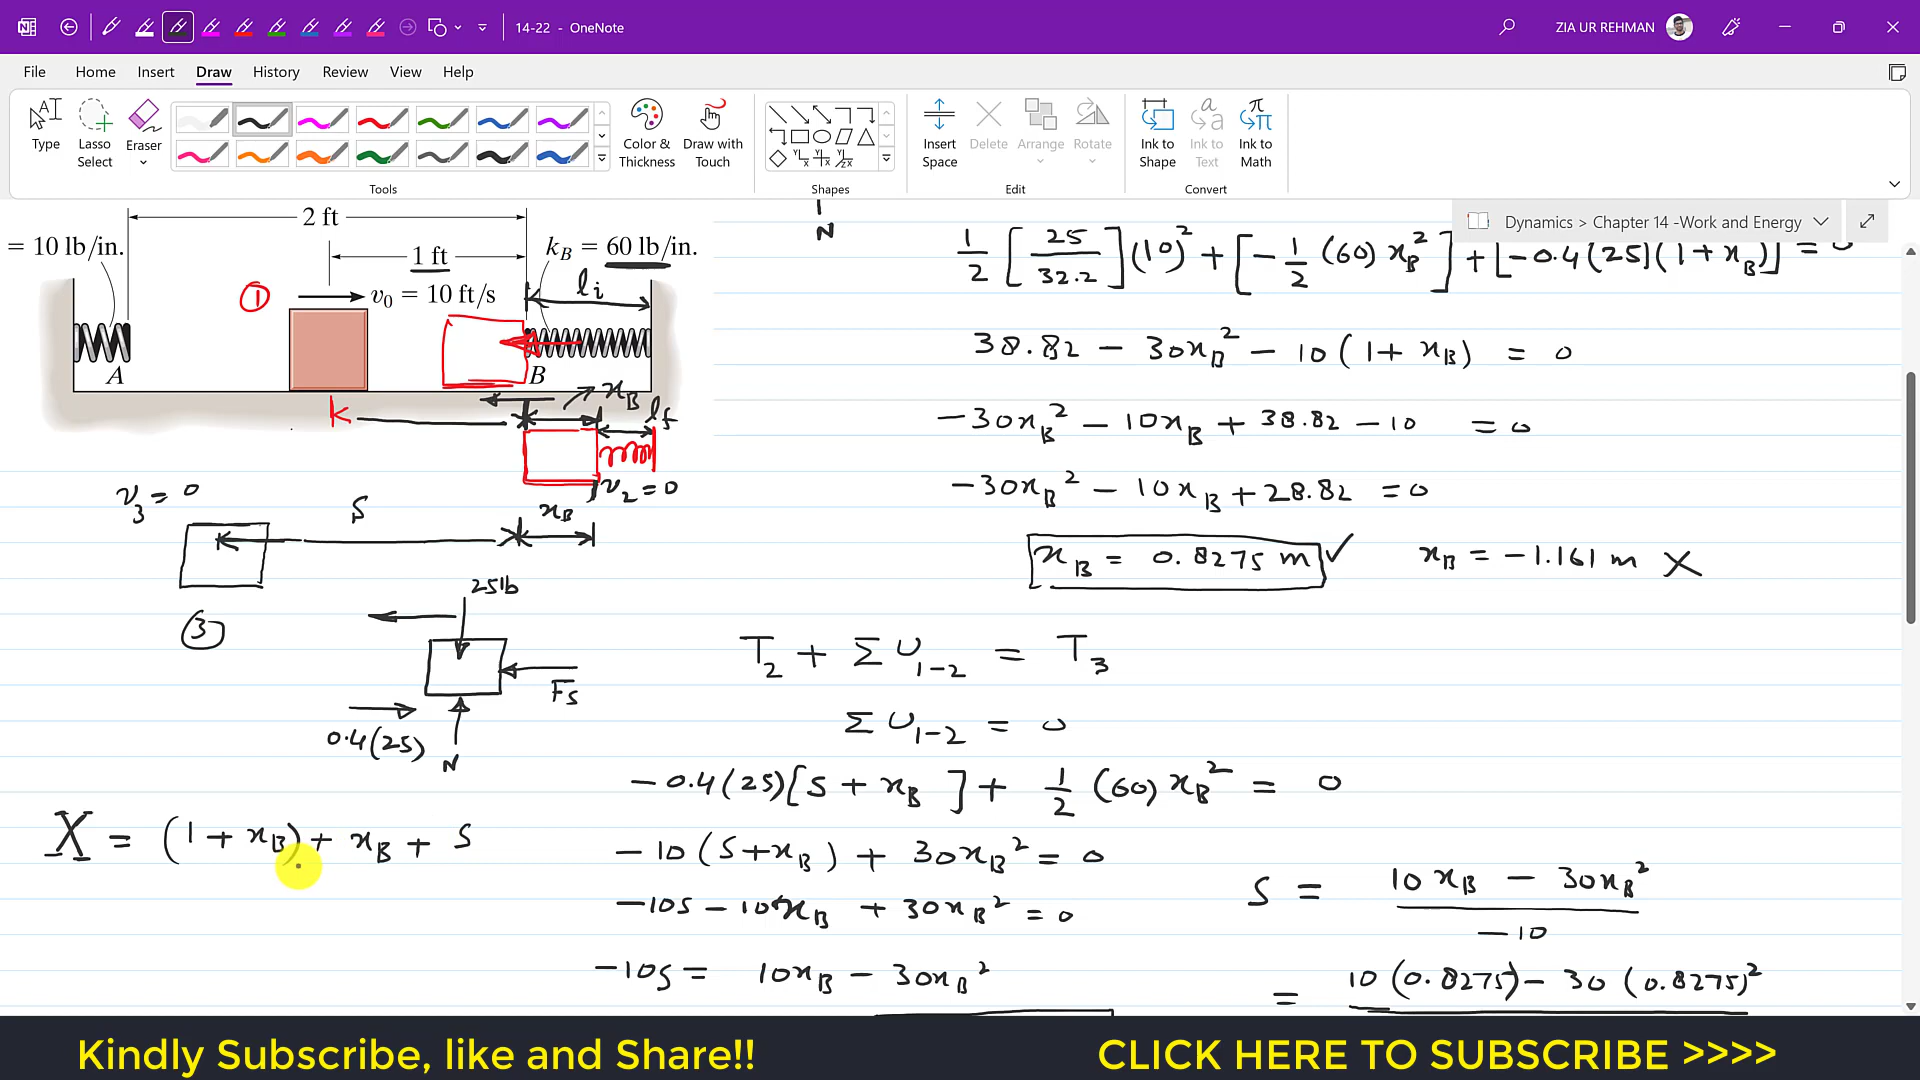 14-22 - OneNote
ZIA UR REHMAN
File Home Insert Draw History Review View Help
Type
Lasso Select
Eraser
Color & Thickness
Draw with Touch
Insert Space
Delete
Arrange
Rotate
Ink to Shape
Ink to Text
Ink to Math
Tools
Shapes
Edit
Convert
Dynamics > Chapter 14 -Work and Energy
2 ft
= 10 lb/in.
1 ft
k_B = 60 lb/in.
①
v₀ = 10 ft/s
l_i
A
B
x_B
k
l_f
v₂ = 0
v₃ = 0
S
x_B
③
25lb
F_s
0.4(25)
N
X = (1 + x_B) + x_B + S
N
1/2 [25/32.2](10)² + [-1/2 (60) x_B²] + [-0.4(25)(1 + x_B)] = 0
38.82 - 30x_B² - 10(1 + x_B) = 0
-30x_B² - 10x_B + 38.82 - 10 = 0
-30x_B² - 10x_B + 28.82 = 0
x_B = 0.8275 m ✓ x_B = -1.161 m X
T₂ + Σ U₁₋₂ = T₃
Σ U₁₋₂ = 0
-0.4(25)[S + x_B] + 1/2 (60) x_B² = 0
-10(S + x_B) + 30x_B² = 0
-10S - 10x_B + 30x_B² = 0
-10S = 10x_B - 30x_B²
S = (10x_B - 30x_B²)/-10
= 10(0.8275) - 30(0.8275)²
Kindly Subscribe, like and Share!!
CLICK HERE TO SUBSCRIBE >>>>